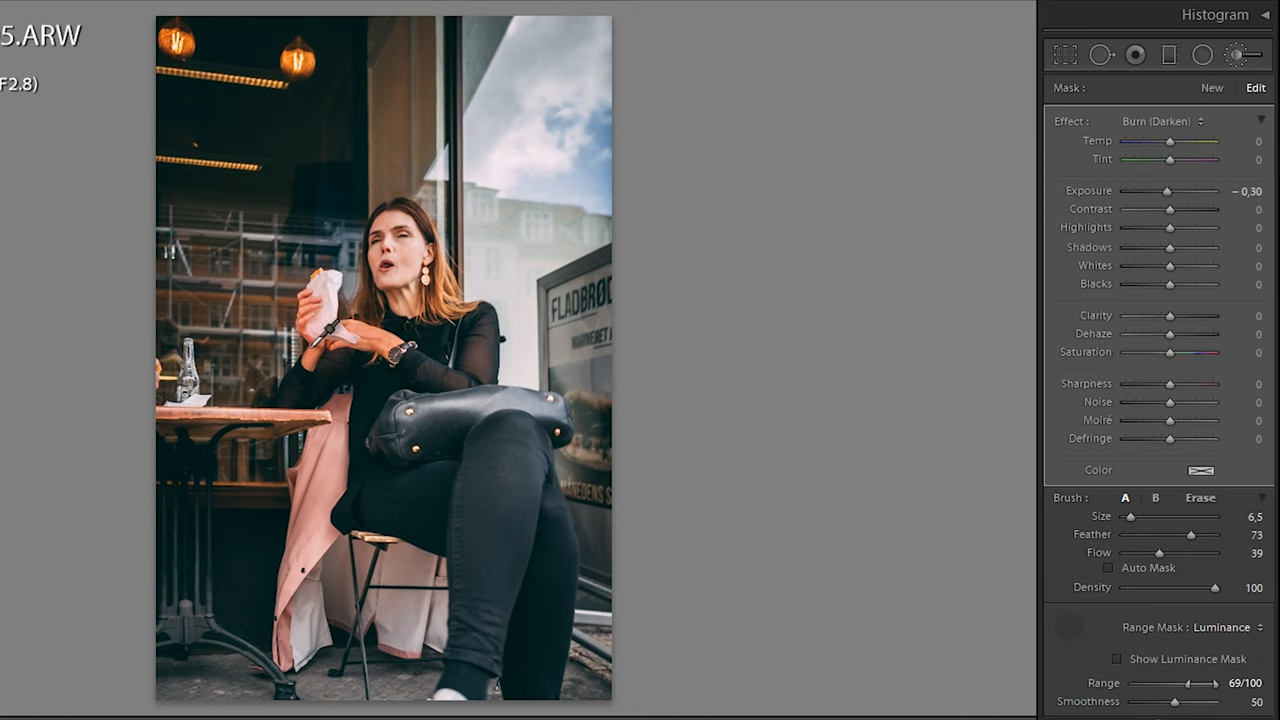 5.ARW
F2.8)
Histogram
Mask : New Edit
Effect : Burn (Darken)
Temp 0
Tint 0
Exposure – 0,30
Contrast 0
Highlights 0
Shadows 0
Whites 0
Blacks 0
Clarity 0
Dehaze 0
Saturation 0
Sharpness 0
Noise 0
Moiré 0
Defringe 0
Color
Brush : A B Erase
Size 6,5
Feather 73
Flow 39
Auto Mask
Density 100
Range Mask : Luminance
Show Luminance Mask
Range 69/100
Smoothness 50
FLADBRØD
MARINERET
MÅNEDENS S